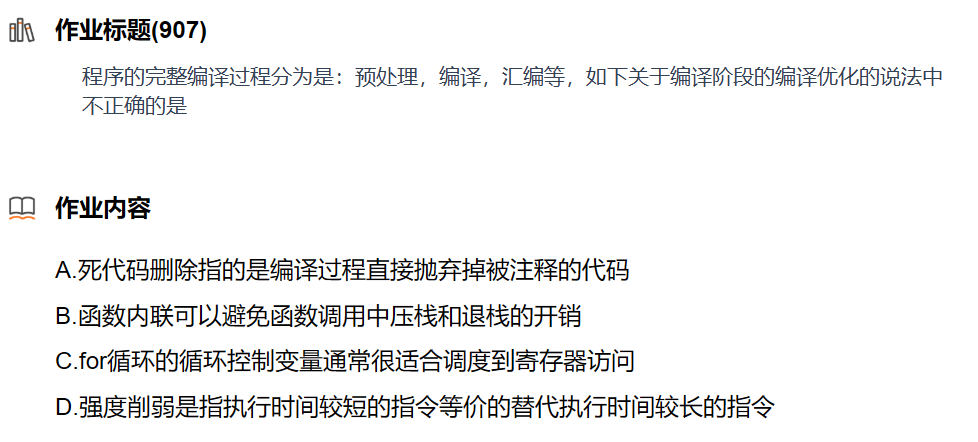 作业标题(907)
程序的完整编译过程分为是：预处理，编译，汇编等，如下关于编译阶段的编译优化的说法中
不正确的是
作业内容
A.死代码删除指的是编译过程直接抛弃掉被注释的代码
B.函数内联可以避免函数调用中压栈和退栈的开销
C.for循环的循环控制变量通常很适合调度到寄存器访问
D.强度削弱是指执行时间较短的指令等价的替代执行时间较长的指令